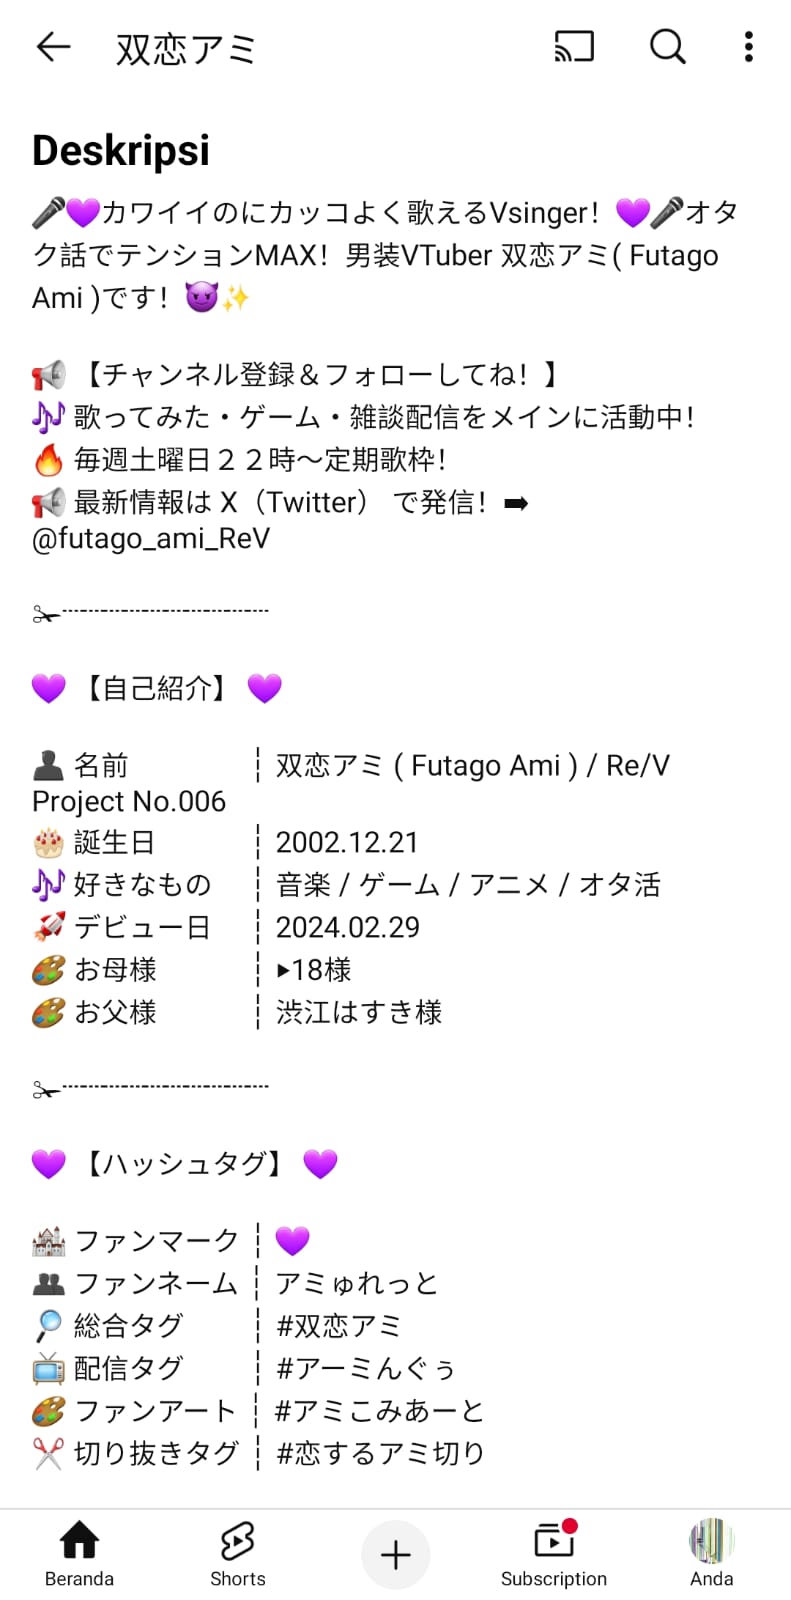 双恋アミ
Deskripsi
🎤💜カワイイのにカッコよく歌えるVsinger！💜🎤オタ
ク話でテンションMAX！男装VTuber 双恋アミ( Futago
Ami )です！😈✨
📢【チャンネル登録＆フォローしてね！】
🎶 歌ってみた・ゲーム・雑談配信をメインに活動中！
🔥 毎週土曜日２２時〜定期歌枠！
📢 最新情報は X（Twitter） で発信！➡
@futago_ami_ReV
✂┈┈┈┈┈┈┈┈┈┈
💜【自己紹介】💜
👤 名前 ┆ 双恋アミ ( Futago Ami ) / Re/V
Project No.006
🎂 誕生日 ┆ 2002.12.21
🎶 好きなもの ┆ 音楽 / ゲーム / アニメ / オタ活
🚀 デビュー日 ┆ 2024.02.29
🎨 お母様 ┆ ▸18様
🎨 お父様 ┆ 渋江はすき様
✂┈┈┈┈┈┈┈┈┈┈
💜【ハッシュタグ】💜
🏰 ファンマーク ┆ 💜
👥 ファンネーム ┆ アミゅれっと
🔎 総合タグ ┆ #双恋アミ
📺 配信タグ ┆ #アーミんぐぅ
🎨 ファンアート ┆ #アミこみあーと
✂ 切り抜きタグ ┆ #恋するアミ切り
Beranda
Shorts
Subscription
Anda